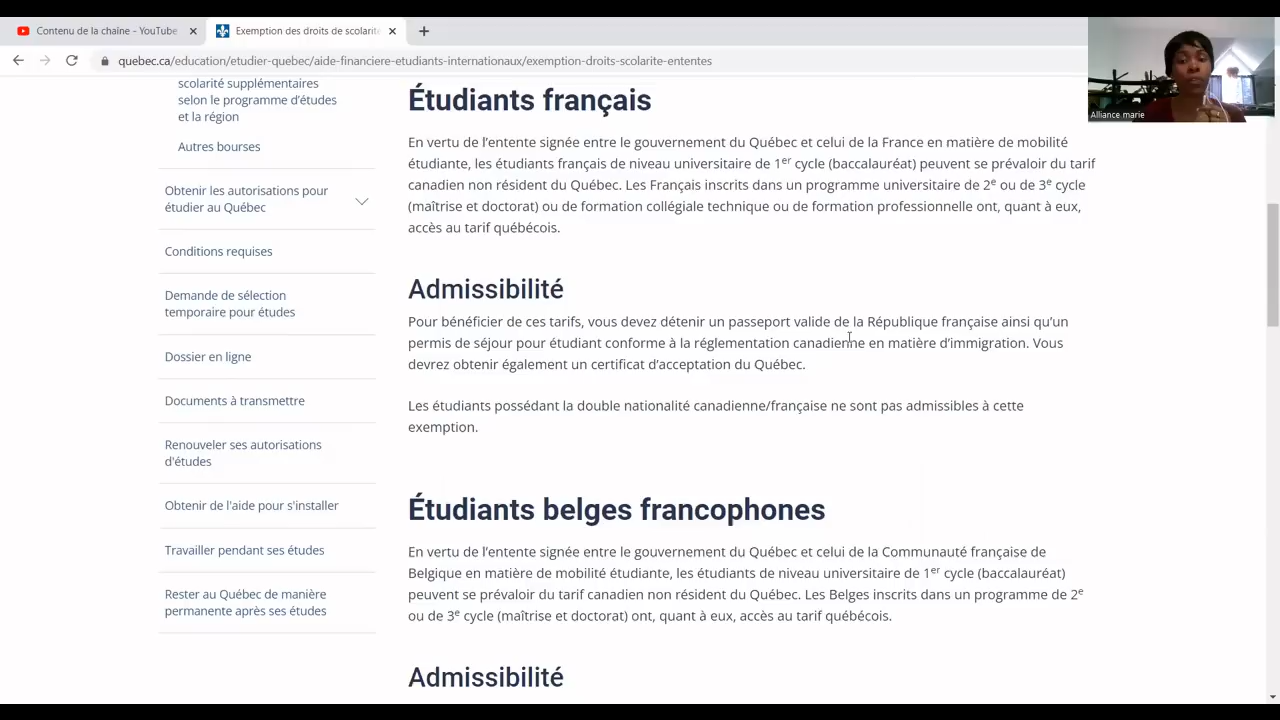 Contenu de la chaîne - YouTube
Exemption des droits de scolarité
quebec.ca/education/etudier-quebec/aide-financiere-etudiants-internationaux/exemption-droits-scolarite-ententes
Alliance marie
scolarité supplémentaires
selon le programme d'études
et la région
Autres bourses
Obtenir les autorisations pour
étudier au Québec
Conditions requises
Demande de sélection
temporaire pour études
Dossier en ligne
Documents à transmettre
Renouveler ses autorisations
d'études
Obtenir de l'aide pour s'installer
Travailler pendant ses études
Rester au Québec de manière
permanente après ses études
Étudiants français
En vertu de l’entente signée entre le gouvernement du Québec et celui de la France en matière de mobilité
étudiante, les étudiants français de niveau universitaire de 1er cycle (baccalauréat) peuvent se prévaloir du tarif
canadien non résident du Québec. Les Français inscrits dans un programme universitaire de 2e ou de 3e cycle
(maîtrise et doctorat) ou de formation collégiale technique ou de formation professionnelle ont, quant à eux,
accès au tarif québécois.
Admissibilité
Pour bénéficier de ces tarifs, vous devez détenir un passeport valide de la République française ainsi qu’un
permis de séjour pour étudiant conforme à la réglementation canadienne en matière d’immigration. Vous
devrez obtenir également un certificat d’acceptation du Québec.
Les étudiants possédant la double nationalité canadienne/française ne sont pas admissibles à cette
exemption.
Étudiants belges francophones
En vertu de l’entente signée entre le gouvernement du Québec et celui de la Communauté française de
Belgique en matière de mobilité étudiante, les étudiants de niveau universitaire de 1er cycle (baccalauréat)
peuvent se prévaloir du tarif canadien non résident du Québec. Les Belges inscrits dans un programme de 2e
ou de 3e cycle (maîtrise et doctorat) ont, quant à eux, accès au tarif québécois.
Admissibilité